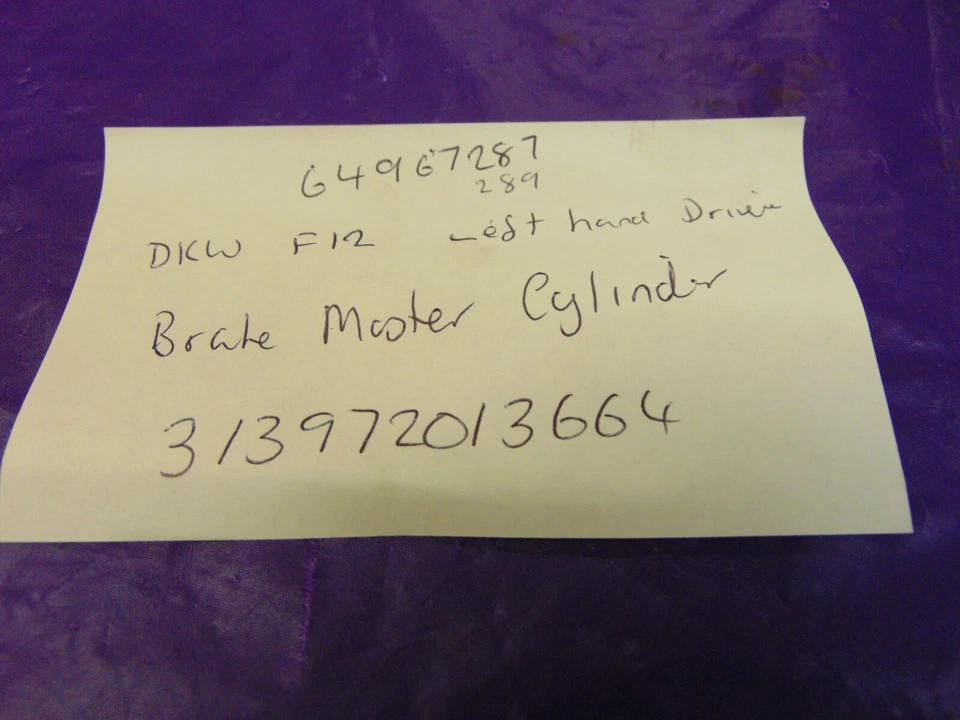 64967287
289
DKW F12 Left hand Drive
Brake Master Cylinder
313972013664